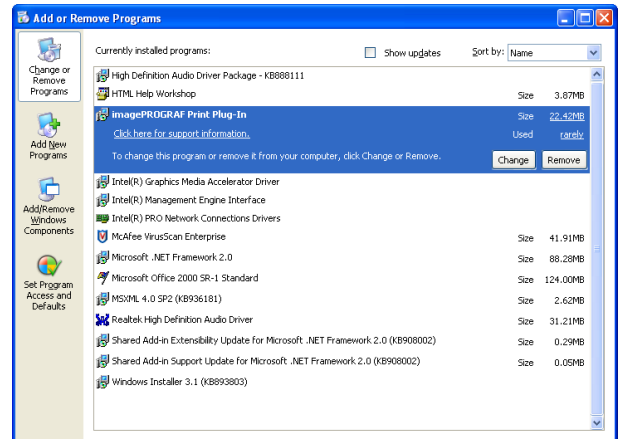 Add or Remove Programs
Change or
Remove
Programs
Add New
Programs
Add/Remove
Windows
Components
Set Program
Access and
Defaults
Currently installed programs:
Show updates
Sort by: Name
High Definition Audio Driver Package - KB888111
HTML Help Workshop Size 3.87MB
imagePROGRAF Print Plug-In Size 22.42MB
Click here for support information. Used rarely
To change this program or remove it from your computer, click Change or Remove. Change Remove
Intel(R) Graphics Media Accelerator Driver
Intel(R) Management Engine Interface
Intel(R) PRO Network Connections Drivers
McAfee VirusScan Enterprise Size 41.91MB
Microsoft .NET Framework 2.0 Size 88.28MB
Microsoft Office 2000 SR-1 Standard Size 124.00MB
MSXML 4.0 SP2 (KB936181) Size 2.62MB
Realtek High Definition Audio Driver Size 31.21MB
Shared Add-in Extensibility Update for Microsoft .NET Framework 2.0 (KB908002) Size 0.29MB
Shared Add-in Support Update for Microsoft .NET Framework 2.0 (KB908002) Size 0.05MB
Windows Installer 3.1 (KB893803)